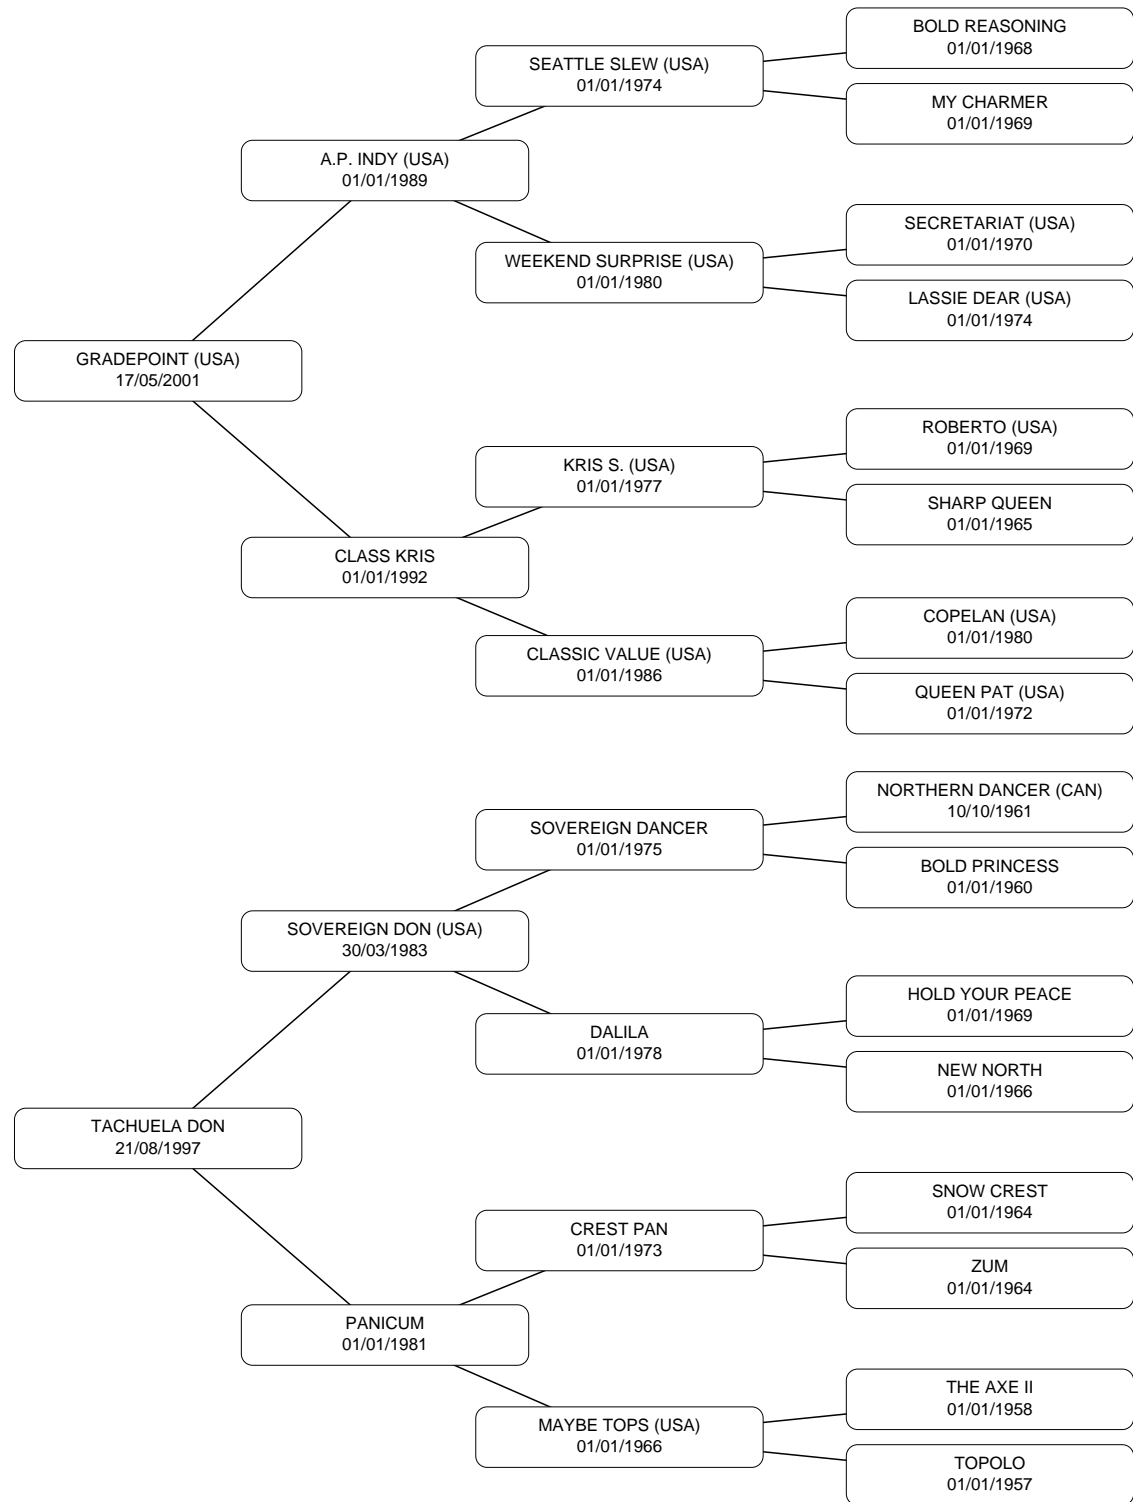 BOLD REASONING
01/01/1968
SEATTLE SLEW (USA)
01/01/1974
MY CHARMER
01/01/1969
A.P. INDY (USA)
01/01/1989
SECRETARIAT (USA)
01/01/1970
WEEKEND SURPRISE (USA)
01/01/1980
LASSIE DEAR (USA)
01/01/1974
GRADEPOINT (USA)
17/05/2001
ROBERTO (USA)
01/01/1969
KRIS S. (USA)
01/01/1977
SHARP QUEEN
01/01/1965
CLASS KRIS
01/01/1992
COPELAN (USA)
01/01/1980
CLASSIC VALUE (USA)
01/01/1986
QUEEN PAT (USA)
01/01/1972
NORTHERN DANCER (CAN)
10/10/1961
SOVEREIGN DANCER
01/01/1975
BOLD PRINCESS
01/01/1960
SOVEREIGN DON (USA)
30/03/1983
HOLD YOUR PEACE
01/01/1969
DALILA
01/01/1978
NEW NORTH
01/01/1966
TACHUELA DON
21/08/1997
SNOW CREST
01/01/1964
CREST PAN
01/01/1973
ZUM
01/01/1964
PANICUM
01/01/1981
THE AXE II
01/01/1958
MAYBE TOPS (USA)
01/01/1966
TOPOLO
01/01/1957